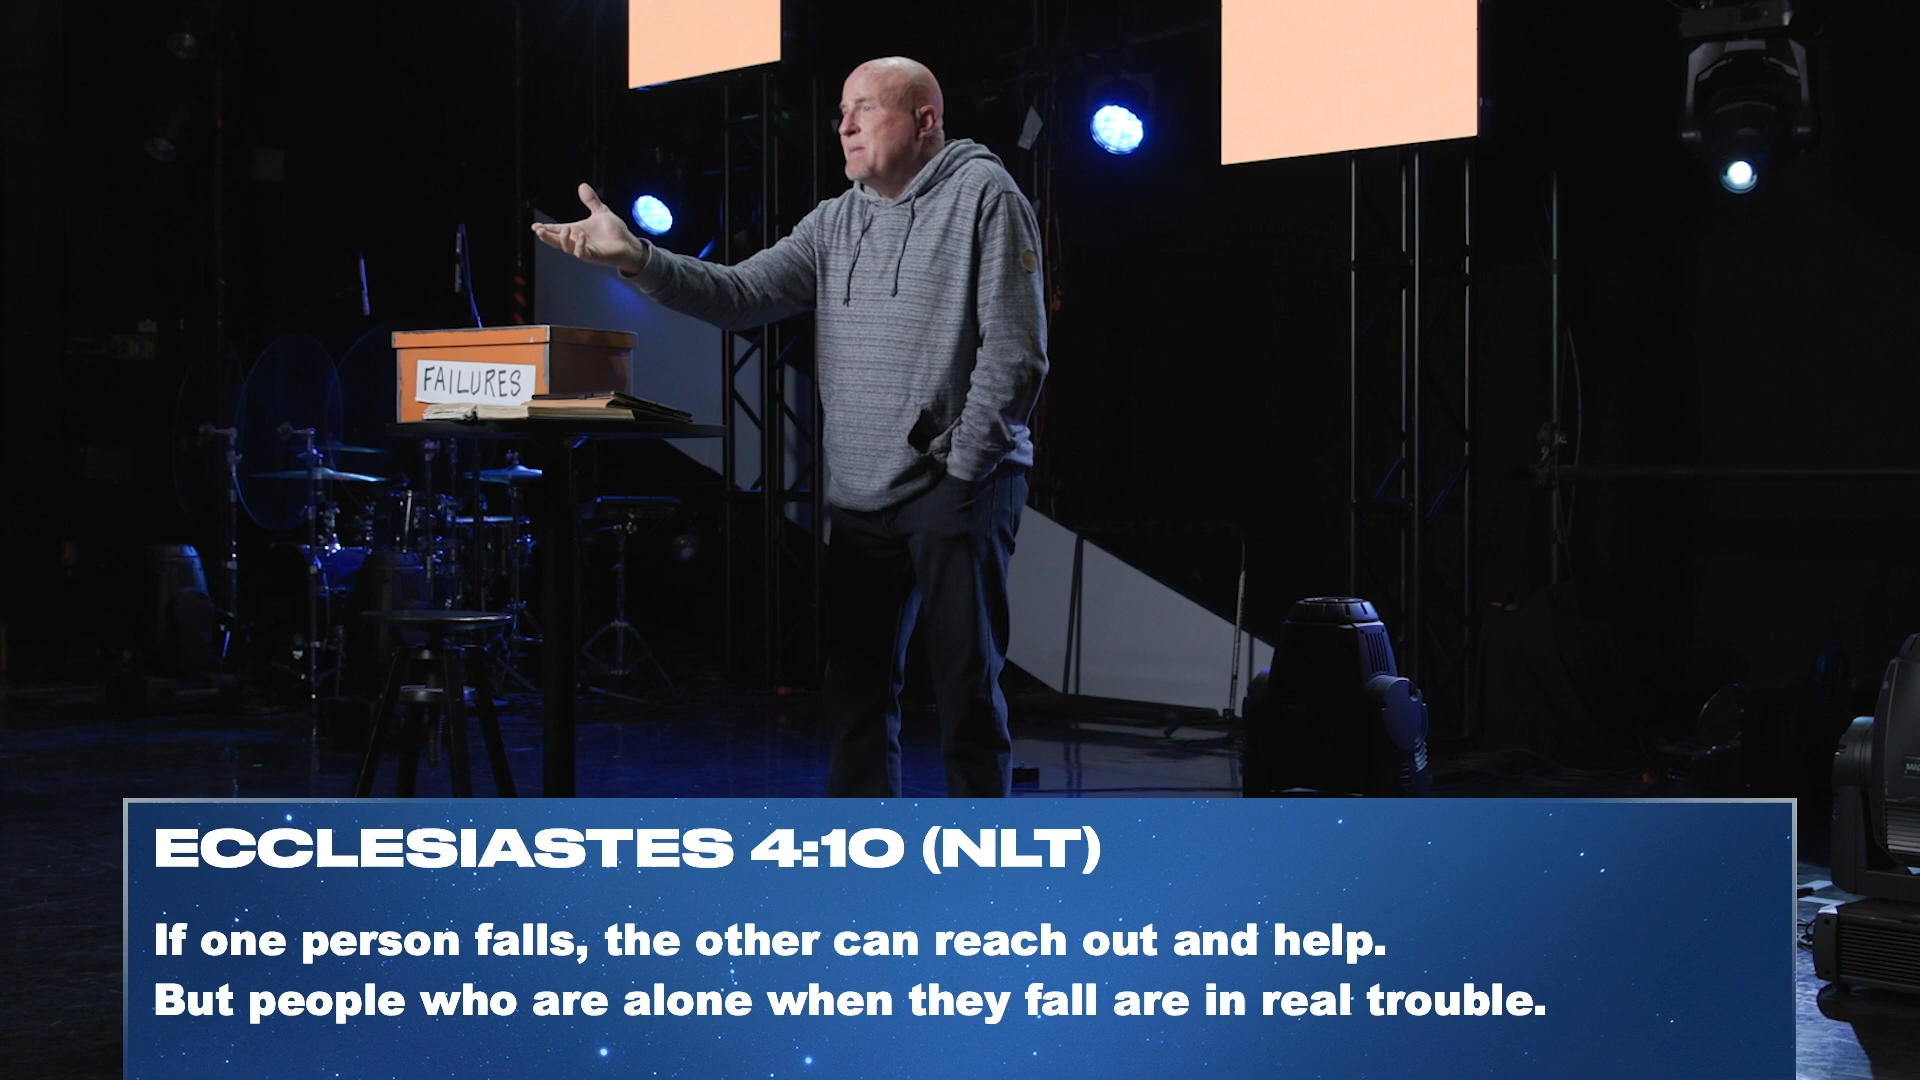 FAILURES
ECCLESIASTES 4:10 (NLT)
If one person falls, the other can reach out and help.
But people who are alone when they fall are in real trouble.